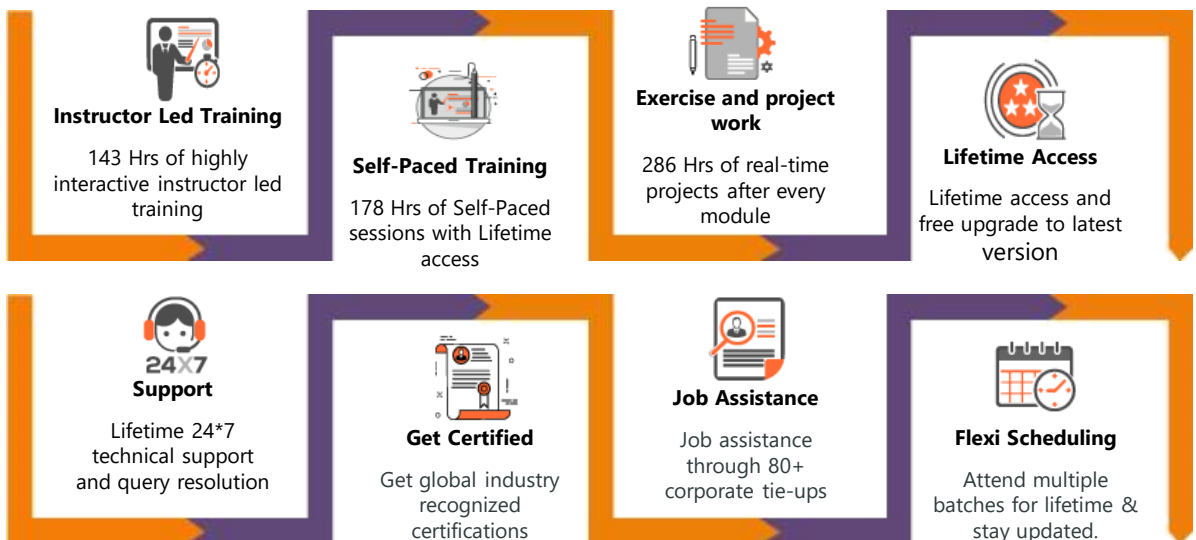 Instructor Led Training
143 Hrs of highly
interactive instructor led
training
Self-Paced Training
178 Hrs of Self-Paced
sessions with Lifetime
access
Exercise and project
work
286 Hrs of real-time
projects after every
module
Lifetime Access
Lifetime access and
free upgrade to latest
version
24X7
Support
Lifetime 24*7
technical support
and query resolution
Get Certified
Get global industry
recognized
certifications
Job Assistance
Job assistance
through 80+
corporate tie-ups
Flexi Scheduling
Attend multiple
batches for lifetime &
stay updated.